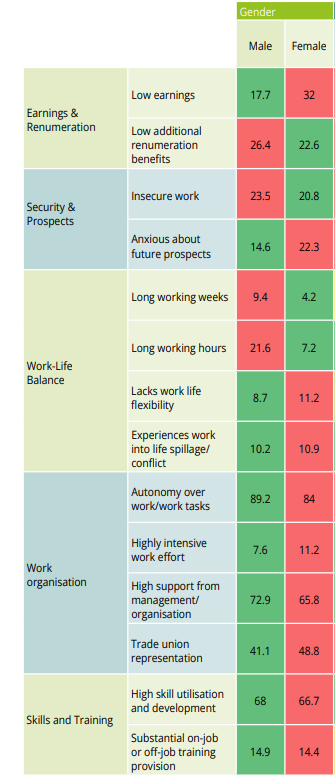 Gender
Male Female
Earnings &
Renumeration
Low earnings 17.7 32
Low additional
renumeration
benefits
26.4 22.6
Security &
Prospects
Insecure work 23.5 20.8
Anxious about
future prospects
14.6 22.3
Work-Life
Balance
Long working weeks 9.4 4.2
Long working hours 21.6 7.2
Lacks work life
flexibility
8.7 11.2
Experiences work
into life spillage/
conflict
10.2 10.9
Work
organisation
Autonomy over
work/work tasks
89.2 84
Highly intensive
work effort
7.6 11.2
High support from
management/
organisation
72.9 65.8
Trade union
representation
41.1 48.8
Skills and Training
High skill utilisation
and development
68 66.7
Substantial on-job
or off-job training
provision
14.9 14.4